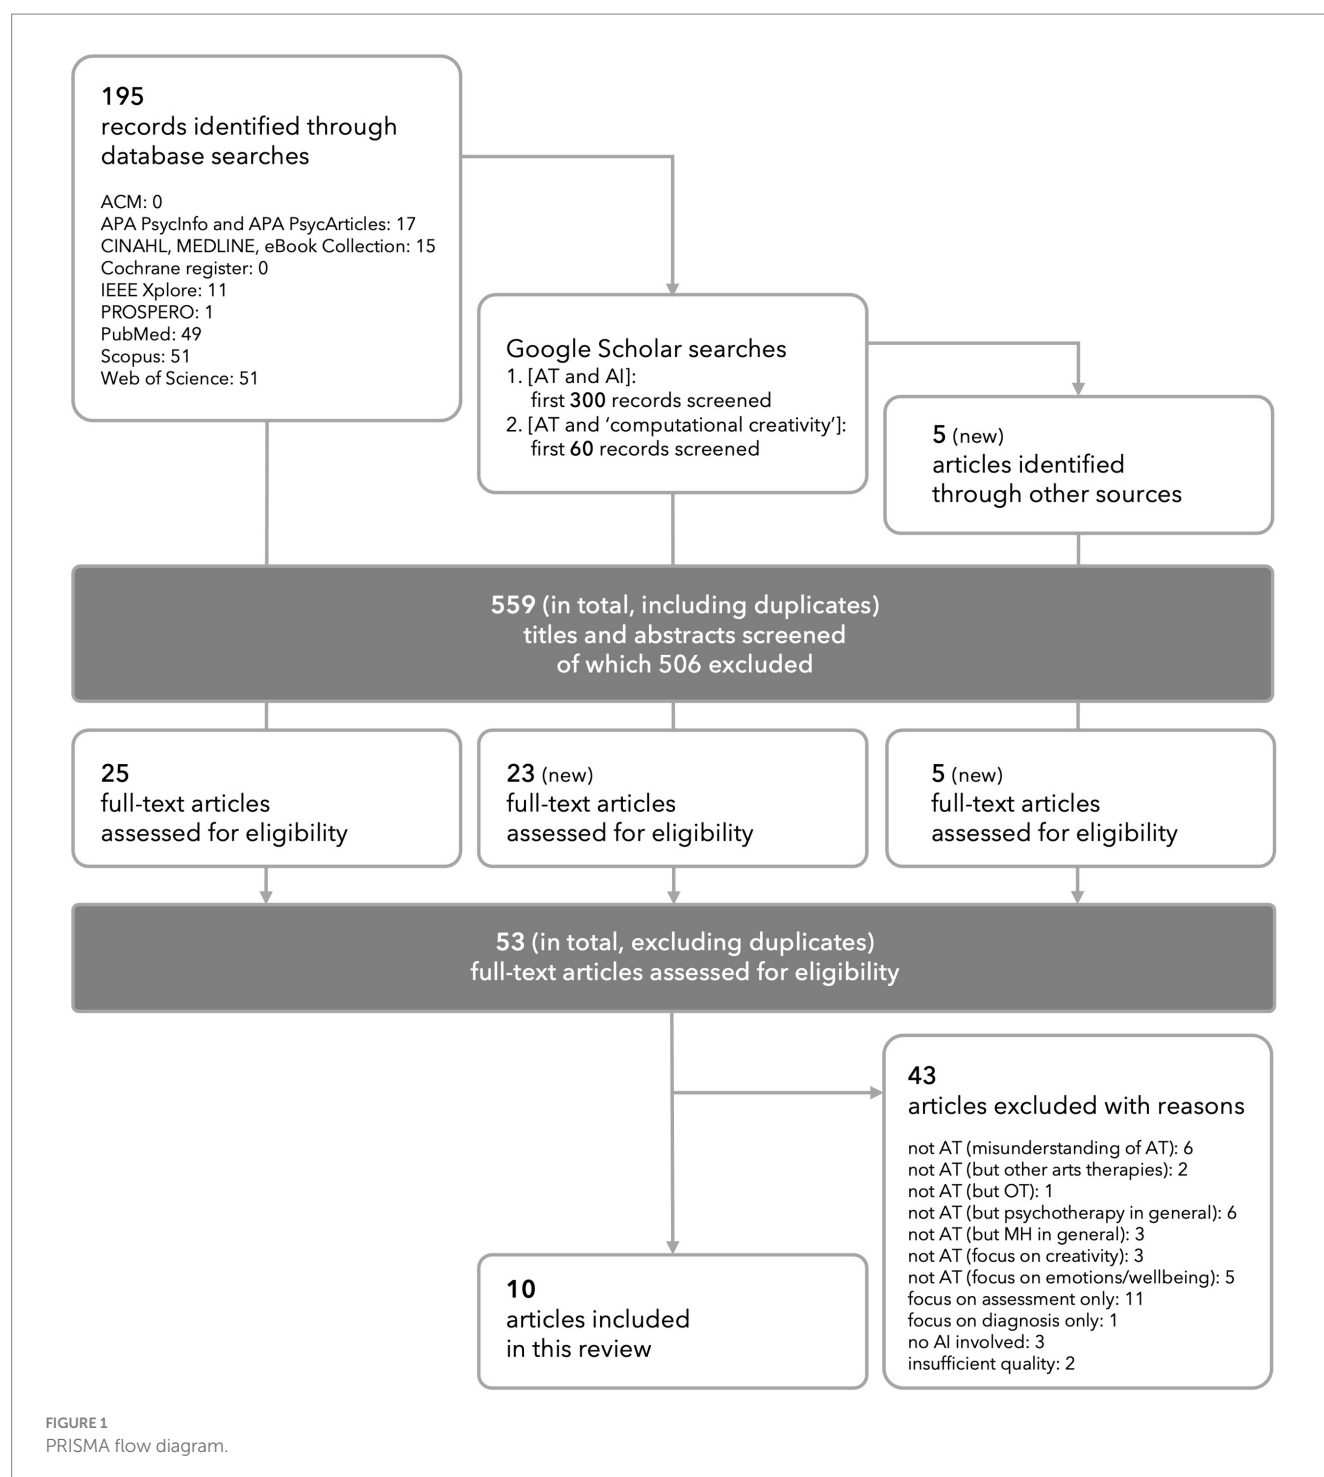 195
records identified through
database searches
ACM: 0
APA PsycInfo and APA PsycArticles: 17
CINAHL, MEDLINE, eBook Collection: 15
Cochrane register: 0
IEEE Xplore: 11
PROSPERO: 1
PubMed: 49
Scopus: 51
Web of Science: 51
Google Scholar searches
1. [AT and AI]:
first 300 records screened
2. [AT and ‘computational creativity’]:
first 60 records screened
5 (new)
articles identified
through other sources
559 (in total, including duplicates)
titles and abstracts screened
of which 506 excluded
25
full-text articles
assessed for eligibility
23 (new)
full-text articles
assessed for eligibility
5 (new)
full-text articles
assessed for eligibility
53 (in total, excluding duplicates)
full-text articles assessed for eligibility
43
articles excluded with reasons
not AT (misunderstanding of AT): 6
not AT (but other arts therapies): 2
not AT (but OT): 1
not AT (but psychotherapy in general): 6
not AT (but MH in general): 3
not AT (focus on creativity): 3
not AT (focus on emotions/wellbeing): 5
focus on assessment only: 11
focus on diagnosis only: 1
no AI involved: 3
insufficient quality: 2
10
articles included
in this review
FIGURE 1
PRISMA flow diagram.